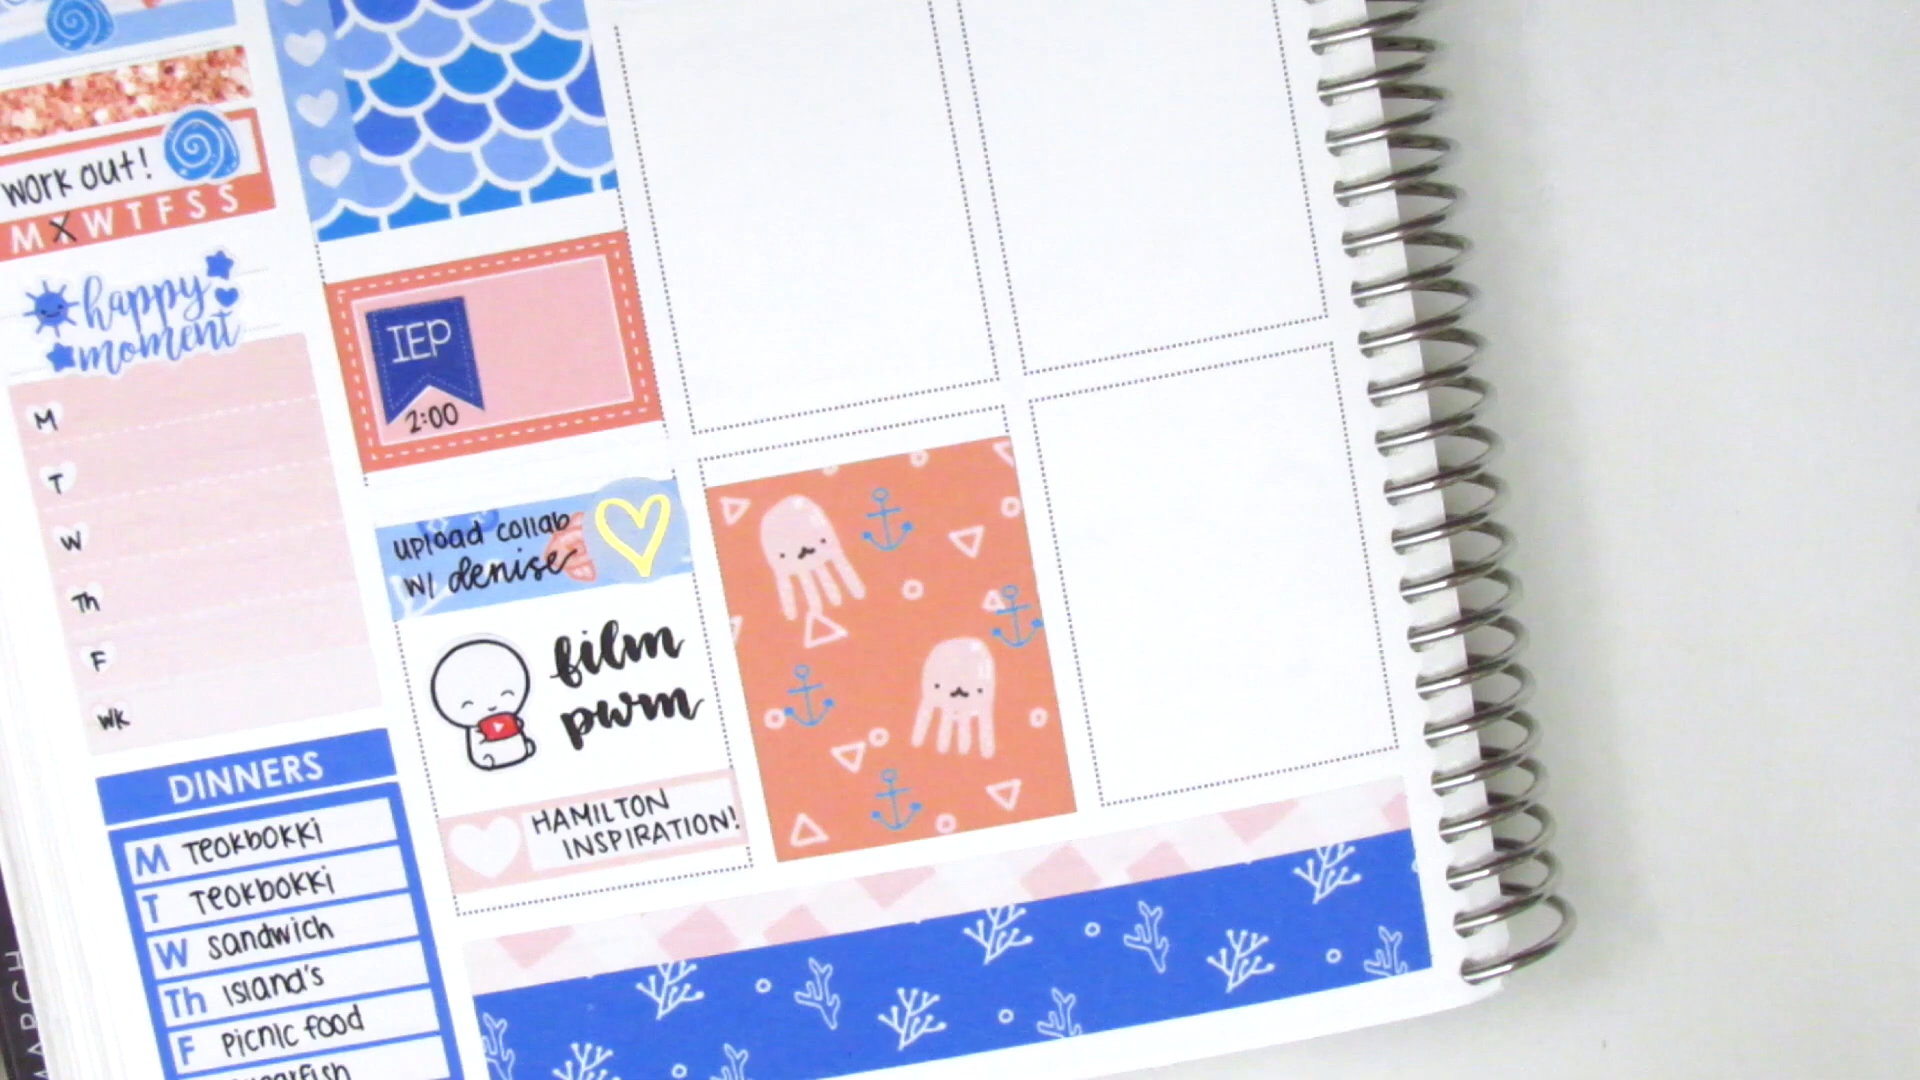 work out!
M X W T F S S
happy
moment
M
T
W
Th
F
WK
DINNERS
M Teokbokki
T Teokbokki
W sandwich
Th Island's
F Picnic food
IEP
2:00
upload collab
w/ denise
film
pwm
HAMILTON
INSPIRATION!